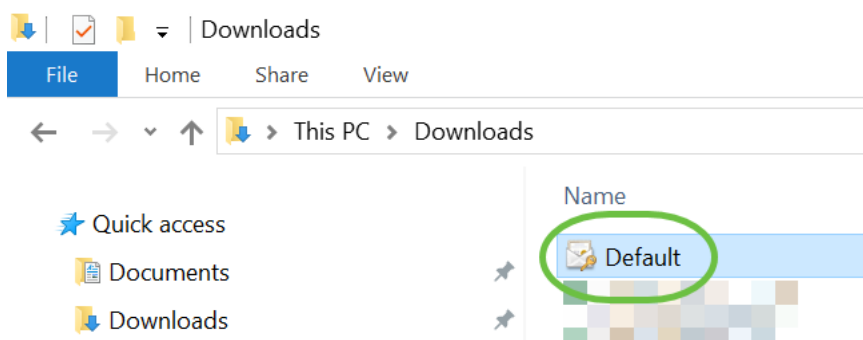 Downloads
File Home Share View
This PC > Downloads
Name
Quick access
Default
Documents
Downloads